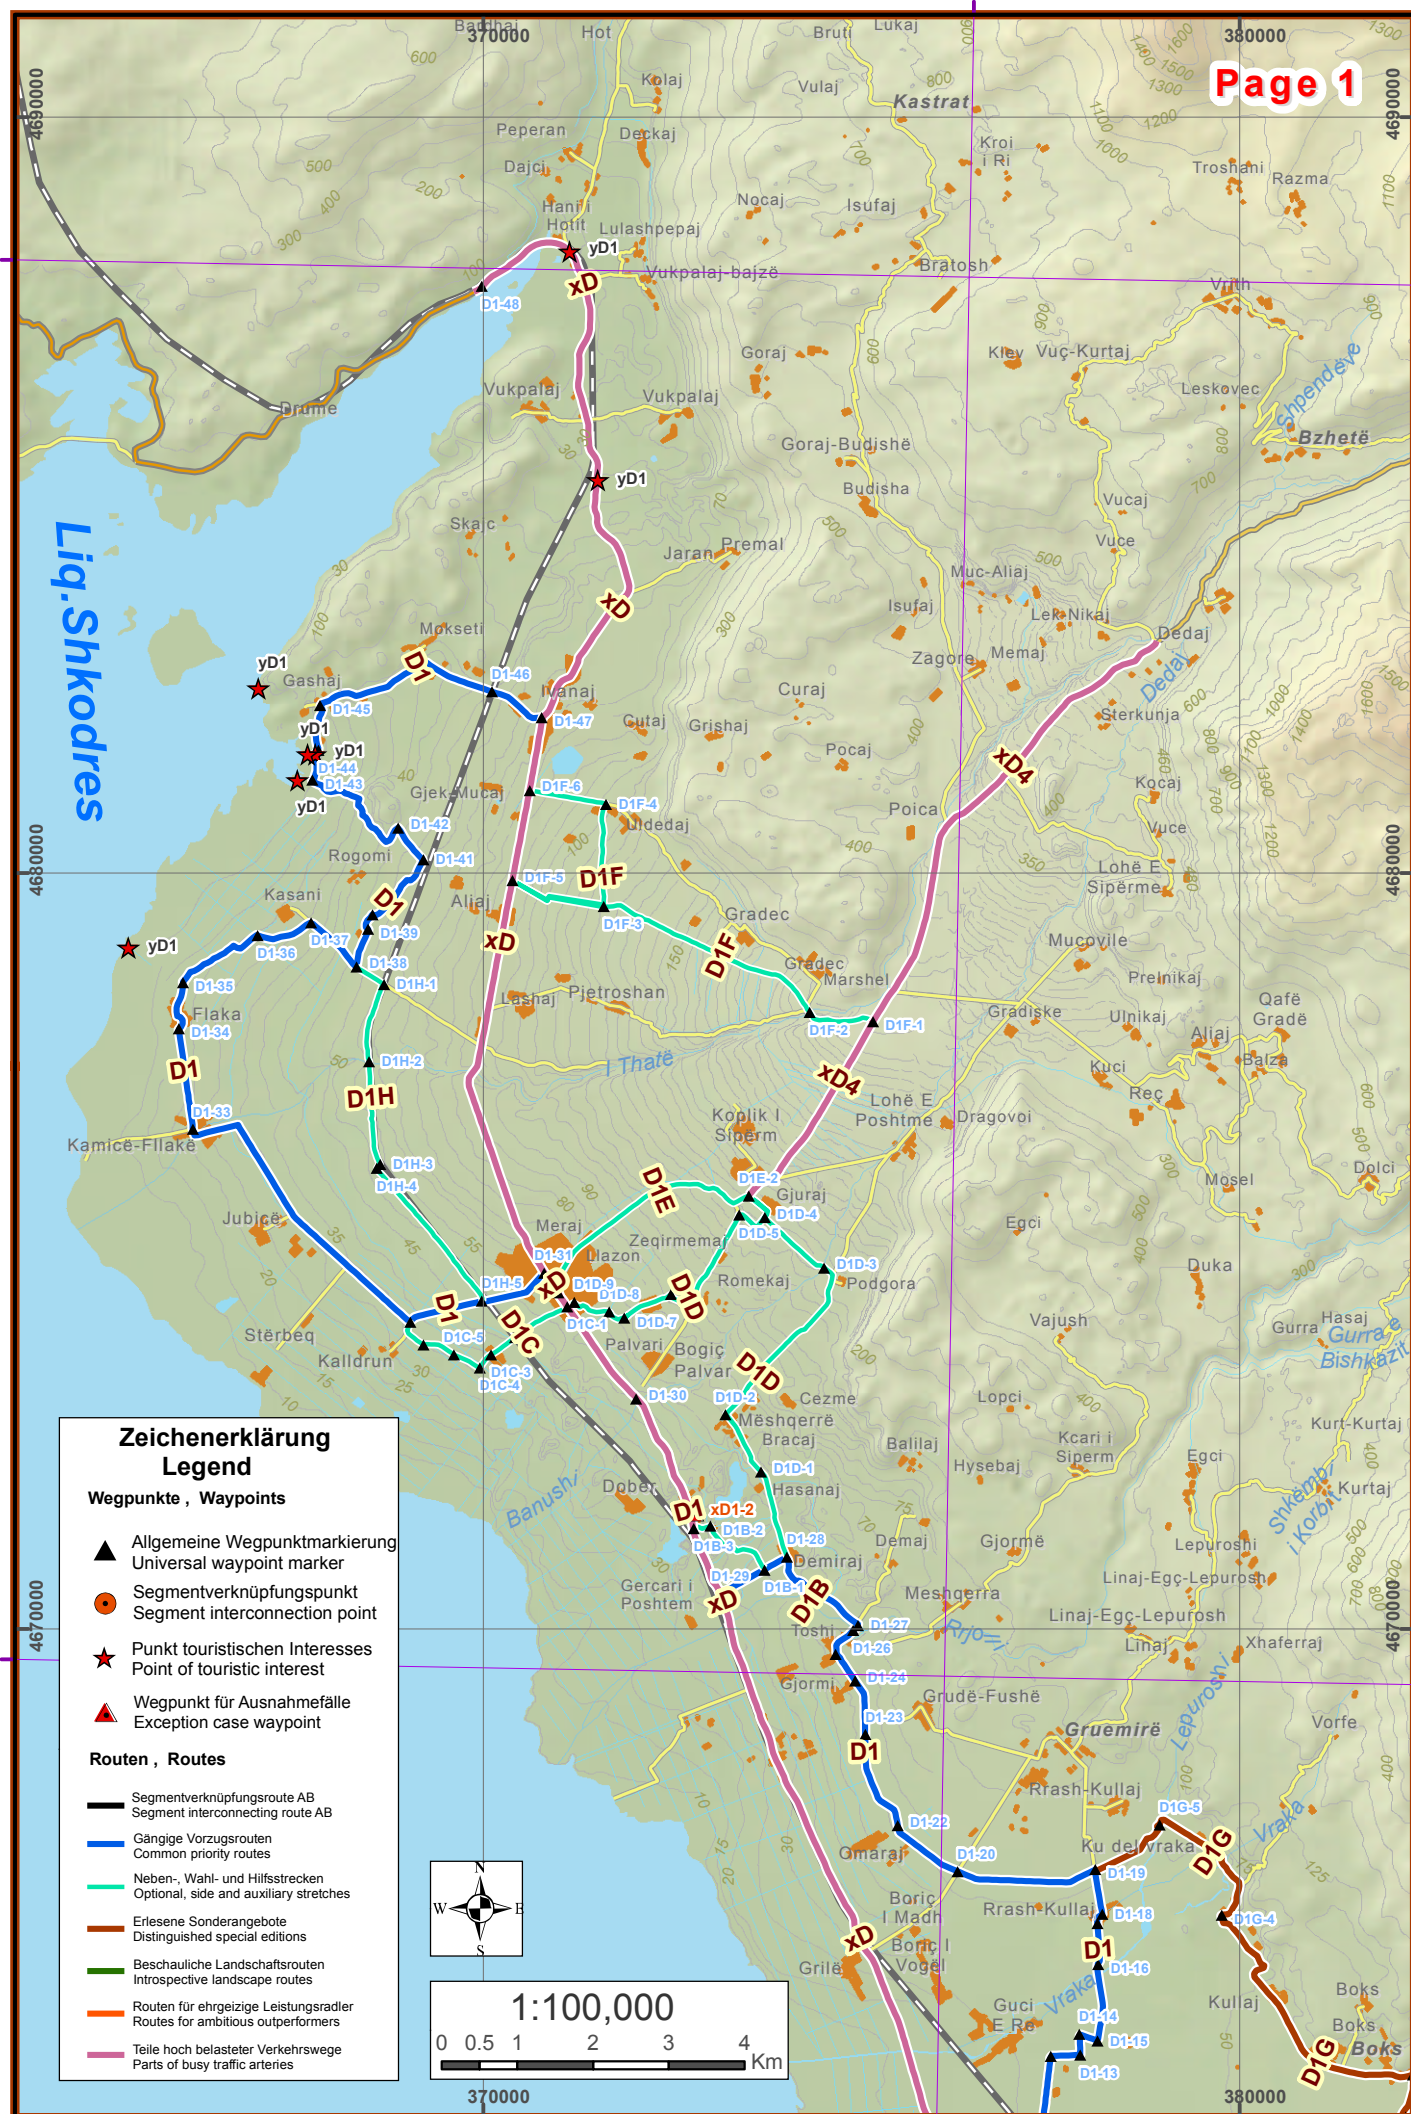 Page 1
370000
380000
4690000
4690000
Bardhaj
Hot
Bruti
Lukaj
Kolaj
Vulaj
Kastrat
Peperan
Deckaj
Dajci
Kroi
i Ri
Troshani
Razma
Nocaj
Isufaj
Hani i
Hotit
Lulashpepaj
yD1
xD
Vukpalaj-bajzë
Bratosh
Vrith
D1-48
Goraj
Klev
Vuç-Kurtaj
Leskovec
Shpendëve
Bzhetë
Drume
Vukpalaj
Vukpalaj
Goraj-Budishë
Budisha
yD1
Vucaj
Vuce
Skajc
Jaran
Premal
Muc-Aliaj
Isufaj
Lek-Nikaj
Dedaj
Liq.Shkodres
xD
Mokseti
Zagore
Memaj
Dedaj
yD1
Gashaj
D1
D1-46
Ivanaj
D1-47
D1-45
Curaj
Sterkunja
Cutaj
Grishaj
Pocaj
yD1
yD1
D1-44
D1-43
yD1
xD4
Kocaj
Gjek-Mucaj
D1F-6
D1F-4
Uldedaj
Poica
Vuce
D1-42
Rogomi
D1-41
Lohë E
Sipërme
4680000
4680000
D1F-5
D1F
Kasani
D1
Aliaj
D1F-3
Gradec
D1-39
D1-37
D1-36
D1-38
xD
D1F
Mucovile
yD1
D1H-1
Gradec
Marshel
Prelnikaj
D1-35
Lashaj
Pjetroshan
Gradiske
Ulnikaj
Qafë
Gradë
Flaka
D1-34
D1F-2
D1F-1
Aliaj
Balza
D1
D1H-2
I Thatë
xD4
Kuci
Reç
D1H
D1-33
Kamicë-Fllakë
Koplik I
Sipërm
Lohë E
Poshtme
Dragovoi
D1H-3
D1H-4
D1E
D1E-2
Gjuraj
D1D-4
D1D-5
Mosel
Dolci
Jubicë
Meraj
Zeqirmemaj
Egci
D1-31
Llazon
Romekaj
D1D-3
Podgora
Duka
D1H-5
xD
D1D-9
D1D-8
D1C-1
D1D-7
D1D
D1
D1C
Stërbeq
Kalldrun
D1C-5
D1C-3
D1C-4
Palvari
Bogiç
Palvar
Vajush
Gurra
Hasaj
Gurra e
Bishkazit
D1-30
D1D
D1D-2
Cezme
Mëshqerrë
Bracaj
Lopci
Kurt-Kurtaj
Kcari i
Siperm
Balilaj
Hysebaj
Egci
Kurtaj
Shkëmbi
i Korbit
D1D-1
Hasanaj
Banushi
Dober
D1
xD1-2
D1B-2
D1B-3
D1-28
Demiraj
Demaj
Gjormë
Lepuroshi
D1-29
D1B-1
D1B
Gercari i
Poshtem
xD
Linaj-Egç-Lepurosh
Meshqerra
Linaj-Egç-Lepurosh
Toshi
D1-27
D1-26
Linaj
Xhaferraj
4670000
4670000
Gjormi
D1-24
Grudë-Fushë
Lepuroshi
D1-23
D1
Gruemirë
Vorfe
Rrash-Kullaj
D1G-5
Vraka
D1-22
Omaraj
D1-20
Ku del vraka
D1-19
D1G
Boriç
I Madh
Rrash-Kullaj
D1-18
D1G-4
xD
Boriç I
Vogël
Grilë
D1
D1-16
Vraka
Guci
E Re
D1-14
D1-15
D1-13
Kullaj
Boks
Boks
Boks
D1G
Zeichenerklärung
Legend
Wegpunkte , Waypoints
Allgemeine Wegpunktmarkierung
Universal waypoint marker
Segmentverknüpfungspunkt
Segment interconnection point
Punkt touristischen Interesses
Point of touristic interest
Wegpunkt für Ausnahmefälle
Exception case waypoint
Routen , Routes
Segmentverknüpfungsroute AB
Segment interconnecting route AB
Gängige Vorzugsrouten
Common priority routes
Neben-, Wahl- und Hilfsstrecken
Optional, side and auxiliary stretches
Erlesene Sonderangebote
Distinguished special editions
Beschauliche Landschaftsrouten
Introspective landscape routes
Routen für ehrgeizige Leistungsradler
Routes for ambitious outperformers
Teile hoch belasteter Verkehrswege
Parts of busy traffic arteries
N
W E
S
1:100,000
0 0.5 1 2 3 4
Km
370000
380000